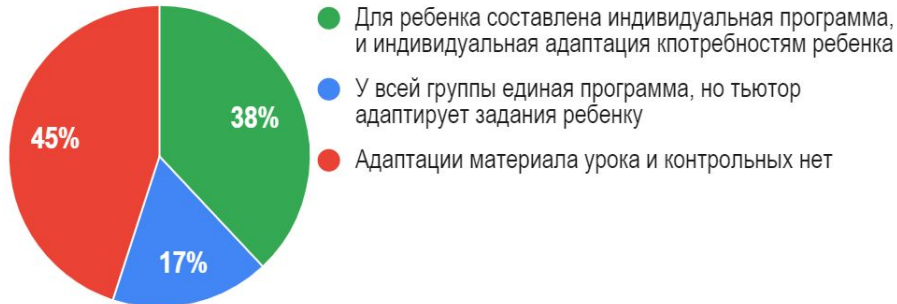 45%
38%
17%
Для ребенка составлена индивидуальная программа,
и индивидуальная адаптация кпотребностям ребенка
У всей группы единая программа, но тьютор
адаптирует задания ребенку
Адаптации материала урока и контрольных нет